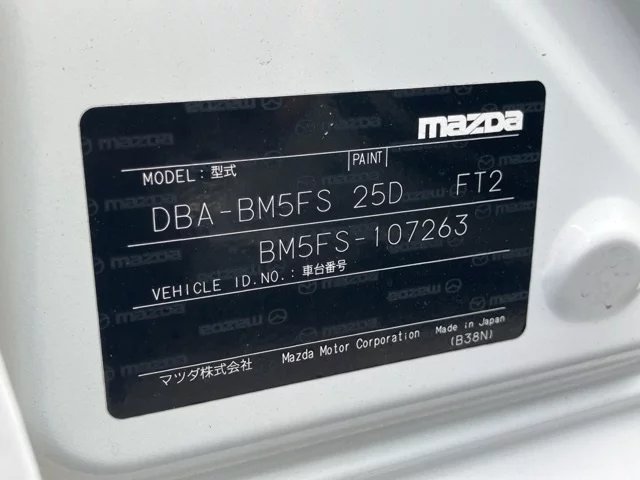 mazda
MODEL:型式 PAINT
DBA-BM5FS 25D FT2
BM5FS-107263
VEHICLE ID.NO.:車台番号
マツダ株式会社 Mazda Motor Corporation Made in Japan
(B38N)